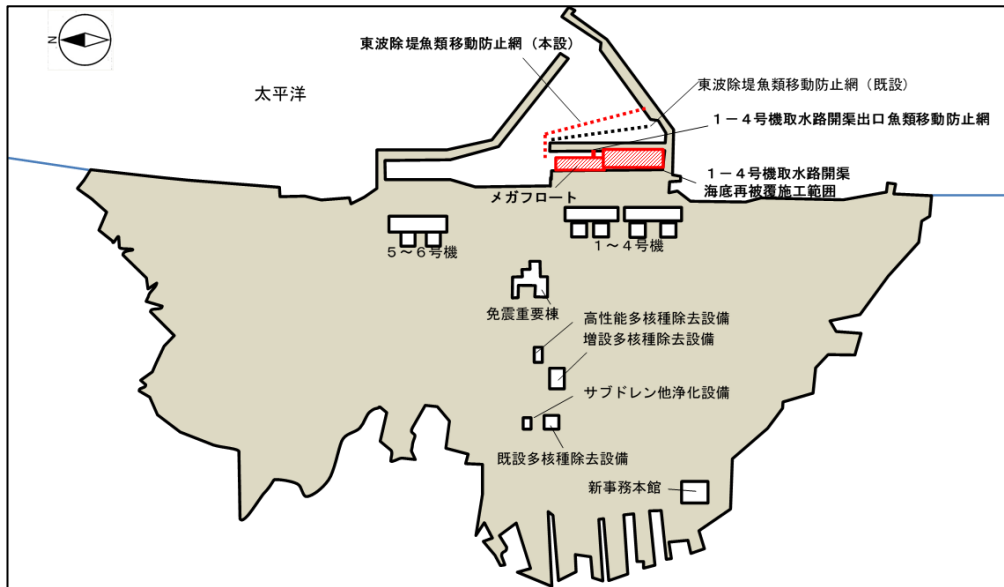 N
東波除堤魚類移動防止網（本設）
太平洋
東波除堤魚類移動防止網（既設）
１－４号機取水路開渠出口魚類移動防止網
１－４号機取水路開渠
海底再被覆施工範囲
メガフロート
５～６号機
１～４号機
免震重要棟
高性能多核種除去設備
増設多核種除去設備
サブドレン他浄化設備
既設多核種除去設備
新事務本館